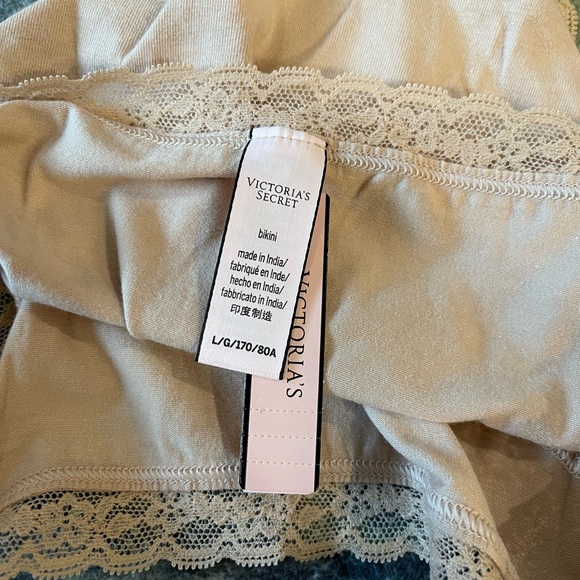 VICTORIA'S
SECRET
bikini
made in India/
fabriqué en Inde/
hecho en India/
fabbricato in India/
印度制造
L/G/170/80A
VICTORIA'S